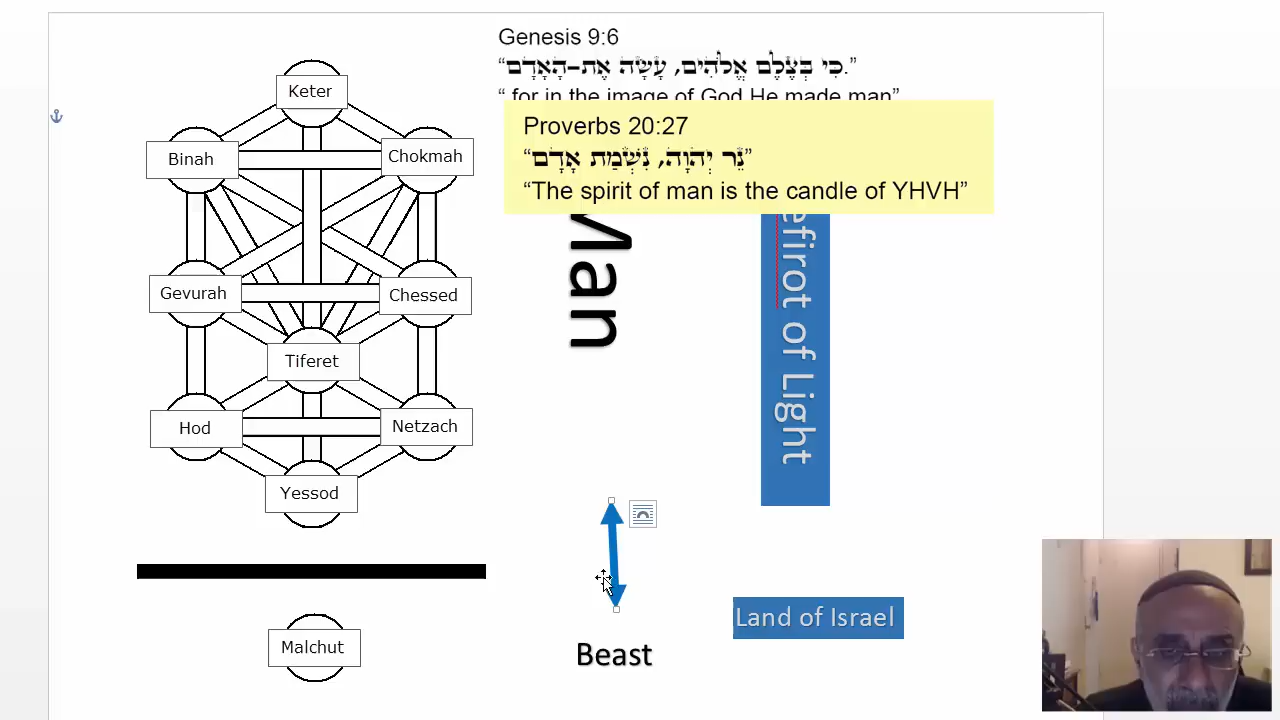 Genesis 9:6
“כִּי בְּצֶלֶם אֱלֹהִים, עָשָׂה אֶת-הָאָדָם.”
“ for in the image of God He made man”
Proverbs 20:27
“נֵר יְהוָה, נִשְׁמַת אָדָם”
“The spirit of man is the candle of YHVH”
Keter
Binah
Chokmah
Gevurah
Chessed
Tiferet
Hod
Netzach
Yessod
Malchut
Man
efirot of Light
Land of Israel
Beast